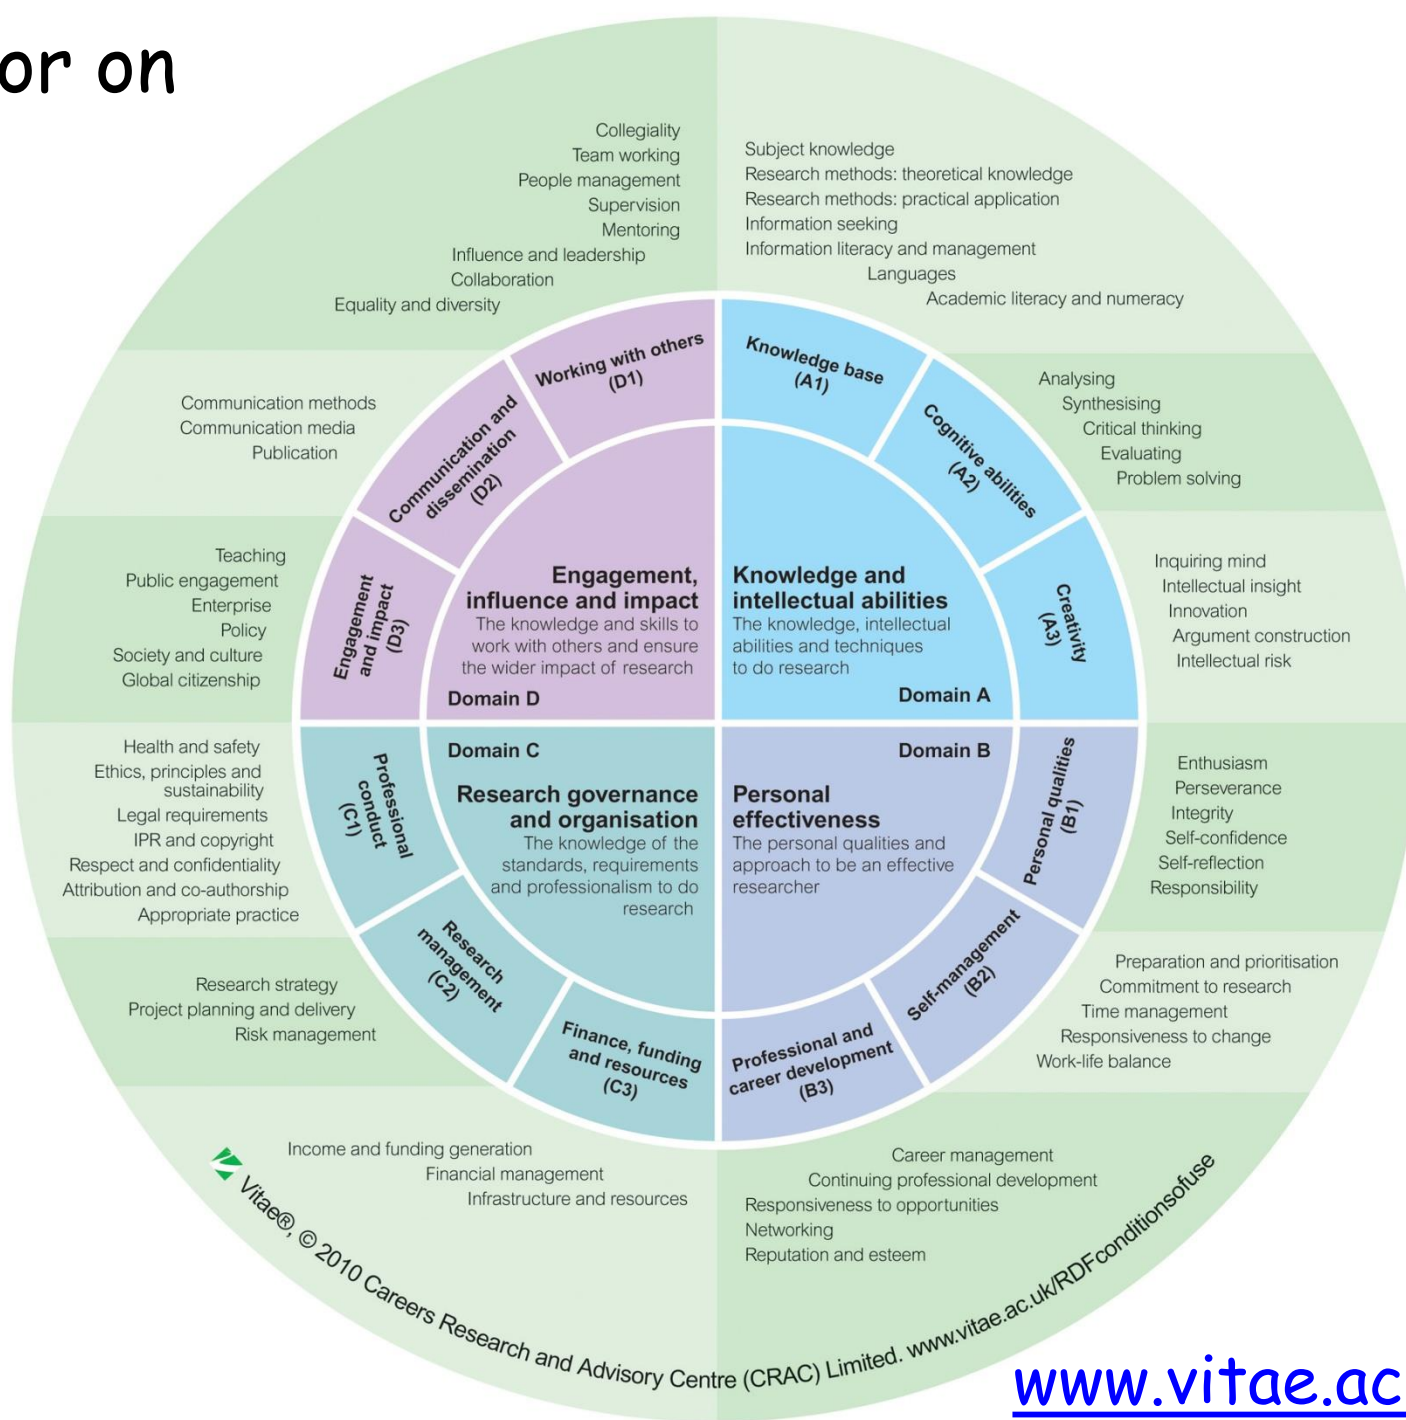 or on
Collegiality
Team working
People management
Supervision
Mentoring
Influence and leadership
Collaboration
Equality and diversity
Subject knowledge
Research methods: theoretical knowledge
Research methods: practical application
Information seeking
Information literacy and management
Languages
Academic literacy and numeracy
Working with others
(D1)
Knowledge base
(A1)
Communication methods
Communication media
Publication
Communication and
dissemination
(D2)
Cognitive abilities
(A2)
Analysing
Synthesising
Critical thinking
Evaluating
Problem solving
Teaching
Public engagement
Enterprise
Policy
Society and culture
Global citizenship
Engagement
and impact
(D3)
Engagement,
influence and impact
The knowledge and skills to
work with others and ensure
the wider impact of research
Domain D
Knowledge and
intellectual abilities
The knowledge, intellectual
abilities and techniques
to do research
Domain A
Creativity
(A3)
Inquiring mind
Intellectual insight
Innovation
Argument construction
Intellectual risk
Health and safety
Ethics, principles and
sustainability
Legal requirements
IPR and copyright
Respect and confidentiality
Attribution and co-authorship
Appropriate practice
Professional
conduct
(C1)
Domain C
Research governance
and organisation
The knowledge of the
standards, requirements
and professionalism to do
research
Domain B
Personal
effectiveness
The personal qualities and
approach to be an effective
researcher
Personal qualities
(B1)
Enthusiasm
Perseverance
Integrity
Self-confidence
Self-reflection
Responsibility
Research strategy
Project planning and delivery
Risk management
Research
management
(C2)
Self-management
(B2)
Preparation and prioritisation
Commitment to research
Time management
Responsiveness to change
Work-life balance
Finance, funding
and resources
(C3)
Professional and
career development
(B3)
Income and funding generation
Financial management
Infrastructure and resources
Career management
Continuing professional development
Responsiveness to opportunities
Networking
Reputation and esteem
Vitae®, © 2010 Careers Research and Advisory Centre (CRAC) Limited. www.vitae.ac.uk/RDFconditionsofuse
www.vitae.ac